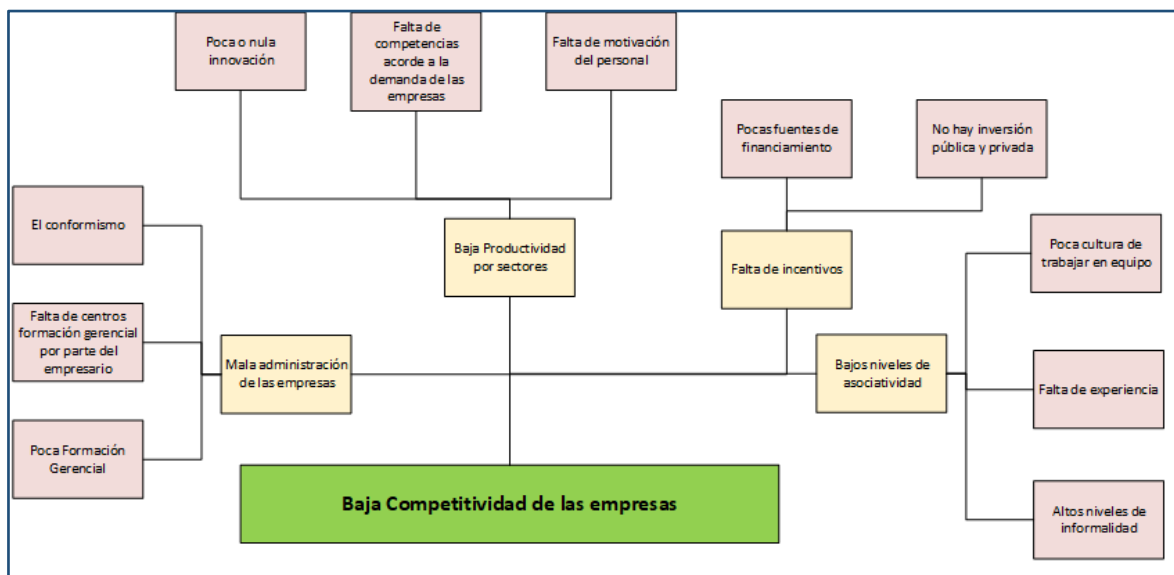 Poca o nula
innovación
Falta de
competencias
acorde a la
demanda de las
empresas
Falta de motivación
del personal
Pocas fuentes de
financiamiento
No hay inversión
pública y privada
El conformismo
Baja Productividad
por sectores
Falta de incentivos
Poca cultura de
trabajar en equipo
Falta de centros
formación gerencial
por parte del
empresario
Mala administración
de las empresas
Bajos niveles de
asociatividad
Falta de experiencia
Poca Formación
Gerencial
Baja Competitividad de las empresas
Altos niveles de
informalidad